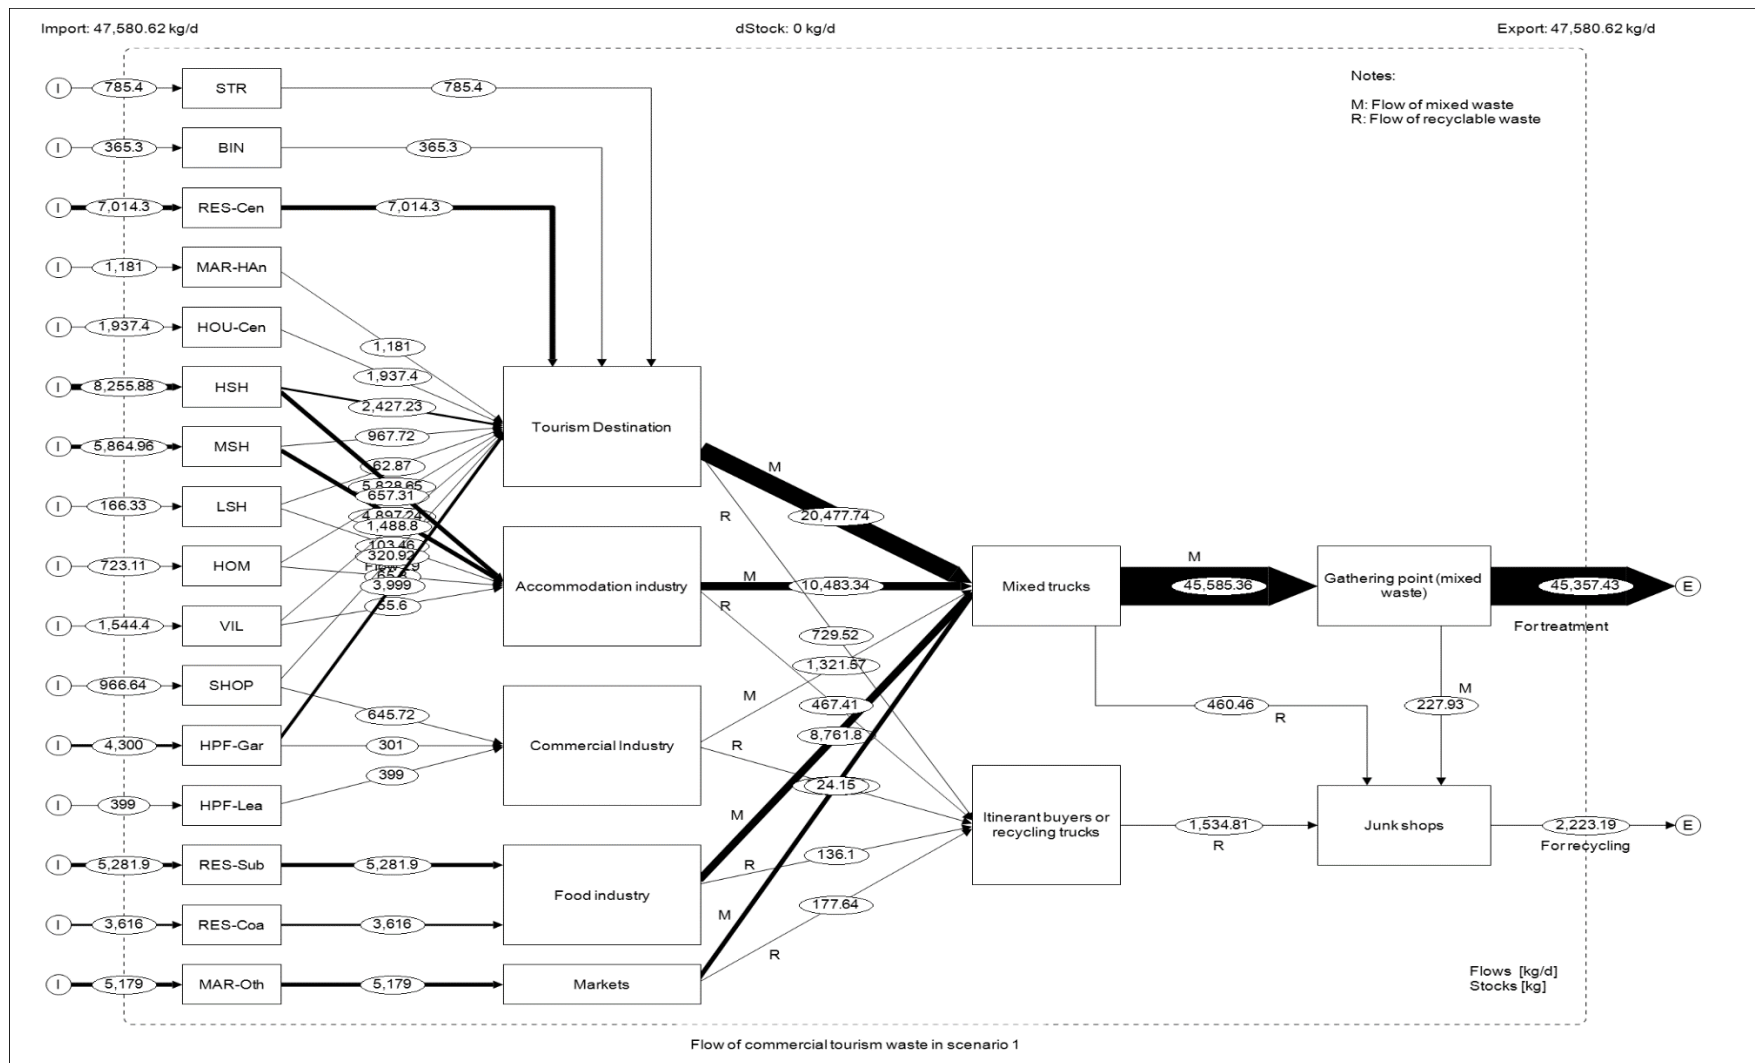 Import: 47,580.62 kg/d
dStock: 0 kg/d
Export: 47,580.62 kg/d
Notes:
M: Flow of mixed waste
R: Flow of recyclable waste
I
785.4
STR
785.4
I
365.3
BIN
365.3
I
7,014.3
RES-Cen
7,014.3
I
1,181
MAR-HAn
1,181
I
1,937.4
HOU-Cen
1,937.4
I
8,255.88
HSH
2,427.23
I
5,864.96
MSH
967.72
62.87
5,828.65
657.31
I
166.33
LSH
4,897.24
1,488.8
103.46
320.92
I
723.11
HOM
3,999
55.6
I
1,544.4
VIL
I
966.64
SHOP
645.72
I
4,300
HPF-Gar
301
I
399
HPF-Lea
399
I
5,281.9
RES-Sub
5,281.9
I
3,616
RES-Coa
3,616
I
5,179
MAR-Oth
5,179
Tourism Destination
Accommodation industry
Commercial Industry
Food industry
Markets
M
R
20,477.74
M
10,483.34
R
729.52
1,321.57
M
467.41
8,761.8
R
24.15
M
R
136.1
M
177.64
R
Mixed trucks
M
45,585.36
Gathering point (mixed
waste)
45,357.43
E
For treatment
460.46
R
M
227.93
Itinerant buyers or
recycling trucks
1,534.81
R
Junk shops
2,223.19
E
For recycling
Flows [kg/d]
Stocks [kg]
Flow of commercial tourism waste in scenario 1